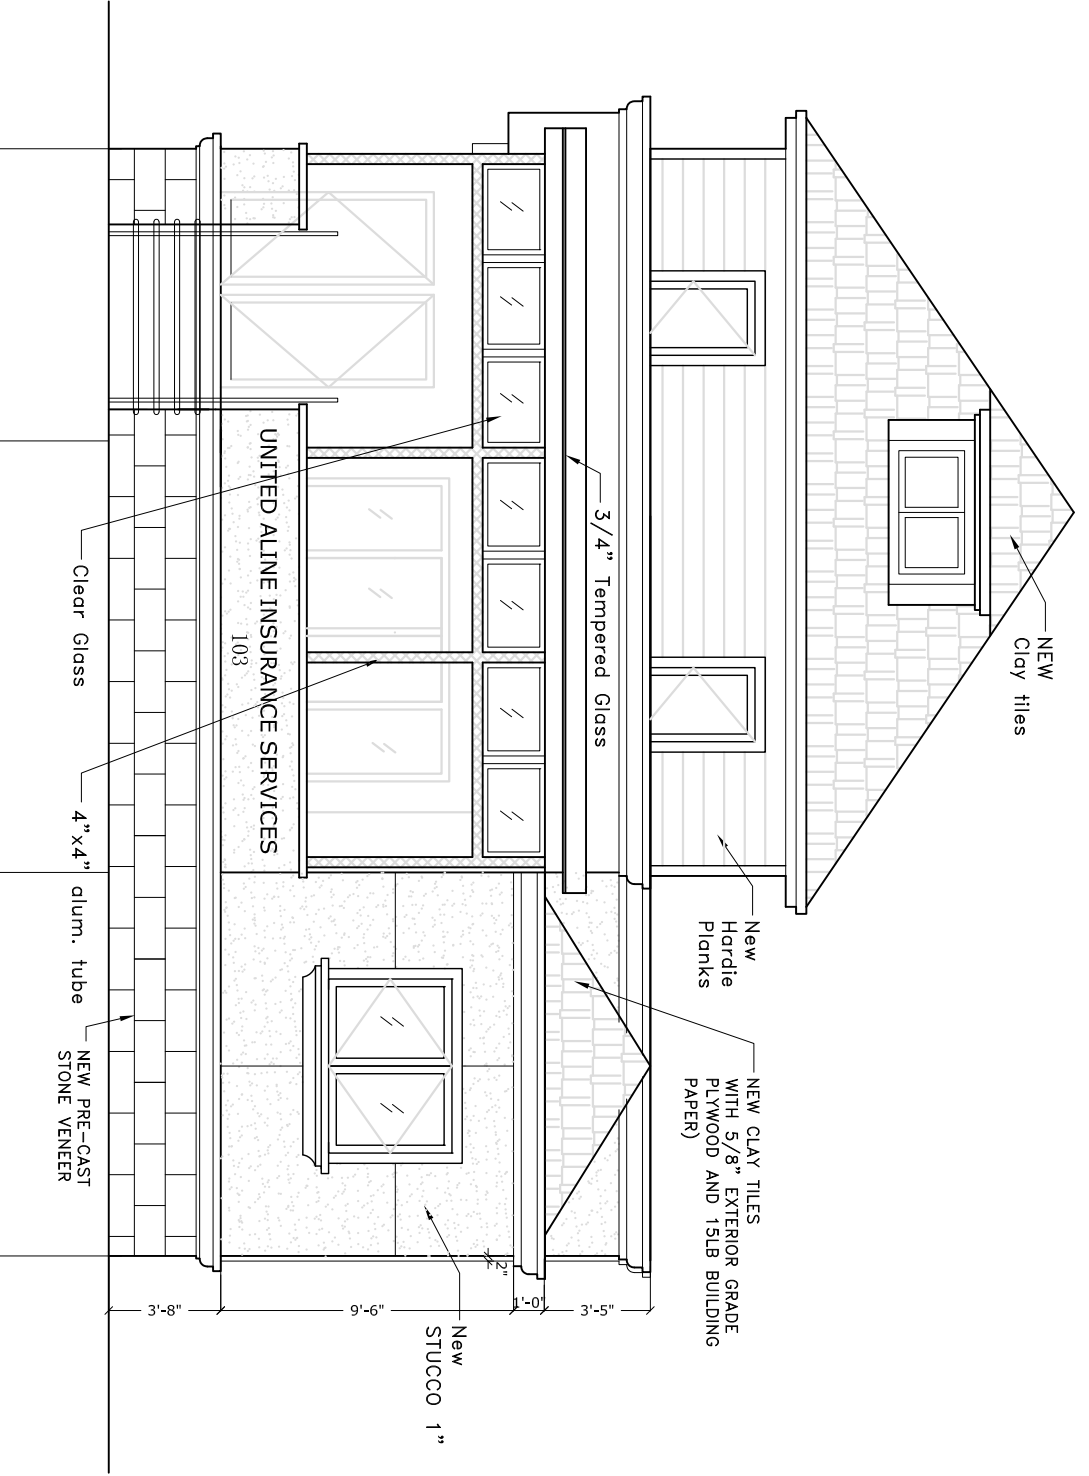 NEW
Clay tiles
New
Hardie
Planks
NEW CLAY TILES
WITH 5/8" EXTERIOR GRADE
PLYWOOD AND 15LB BUILDING
PAPER)
3/4" Tempered Glass
2"
3'-5"
1'-0"
9'-6"
3'-8"
New
STUCCO 1"
UNITED ALINE INSURANCE SERVICES
103
Clear Glass
4"x4" alum. tube
NEW PRE-CAST
STONE VENEER